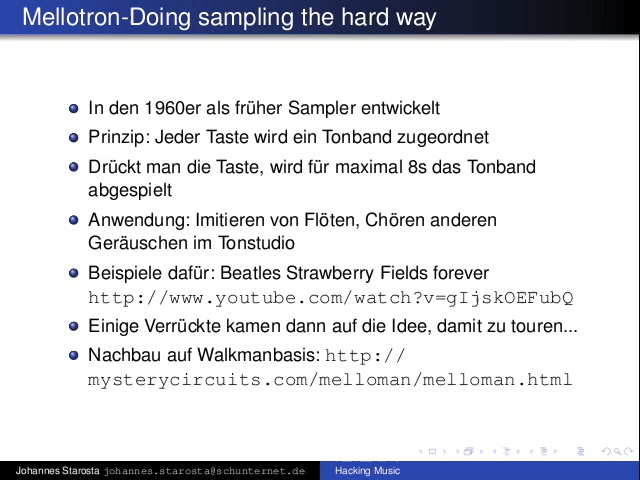 Mellotron-Doing sampling the hard way
In den 1960er als früher Sampler entwickelt
Prinzip: Jeder Taste wird ein Tonband zugeordnet
Drückt man die Taste, wird für maximal 8s das Tonband
abgespielt
Anwendung: Imitieren von Flöten, Chören anderen
Geräuschen im Tonstudio
Beispiele dafür: Beatles Strawberry Fields forever
http://www.youtube.com/watch?v=gIjskOEFubQ
Einige Verrückte kamen dann auf die Idee, damit zu touren...
Nachbau auf Walkmanbasis: http://
mysterycircuits.com/melloman/melloman.html
Johannes Starosta johannes.starosta@schunternet.de
Hacking Music